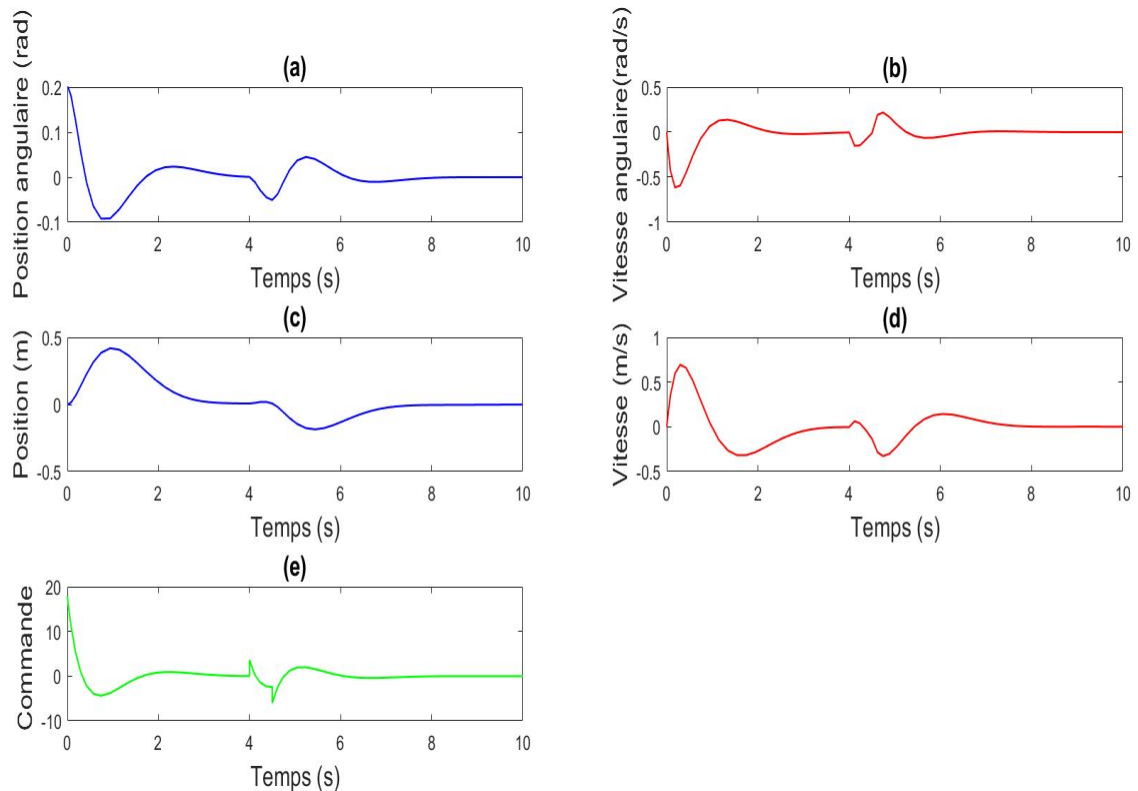 (a)
Position angulaire (rad)
0.2
0.1
0
-0.1
0 2 4 6 8 10
Temps (s)
(b)
Vitesse angulaire(rad/s)
0.5
0
-0.5
-1
0 2 4 6 8 10
Temps (s)
(c)
Position (m)
0.5
0
-0.5
0 2 4 6 8 10
Temps (s)
(d)
Vitesse (m/s)
1
0.5
0
-0.5
0 2 4 6 8 10
Temps (s)
(e)
Commande
20
10
0
-10
0 2 4 6 8 10
Temps (s)